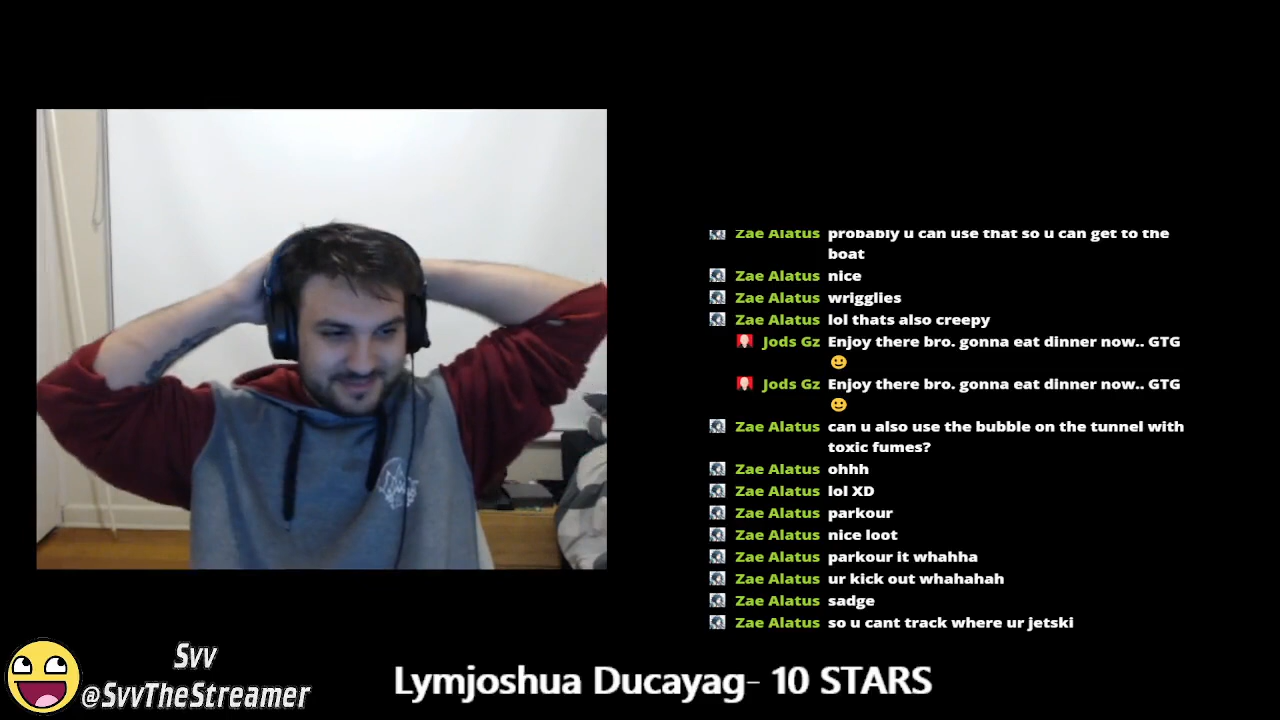 Zae Alatus probably u can use that so u can get to the
boat
Zae Alatus nice
Zae Alatus wrigglies
Zae Alatus lol thats also creepy
Jods Gz Enjoy there bro. gonna eat dinner now.. GTG
🙂
Jods Gz Enjoy there bro. gonna eat dinner now.. GTG
🙂
Zae Alatus can u also use the bubble on the tunnel with
toxic fumes?
Zae Alatus ohhh
Zae Alatus lol XD
Zae Alatus parkour
Zae Alatus nice loot
Zae Alatus parkour it whahha
Zae Alatus ur kick out whahahah
Zae Alatus sadge
Zae Alatus so u cant track where ur jetski
Svv
@SvvTheStreamer
Lymjoshua Ducayag- 10 STARS